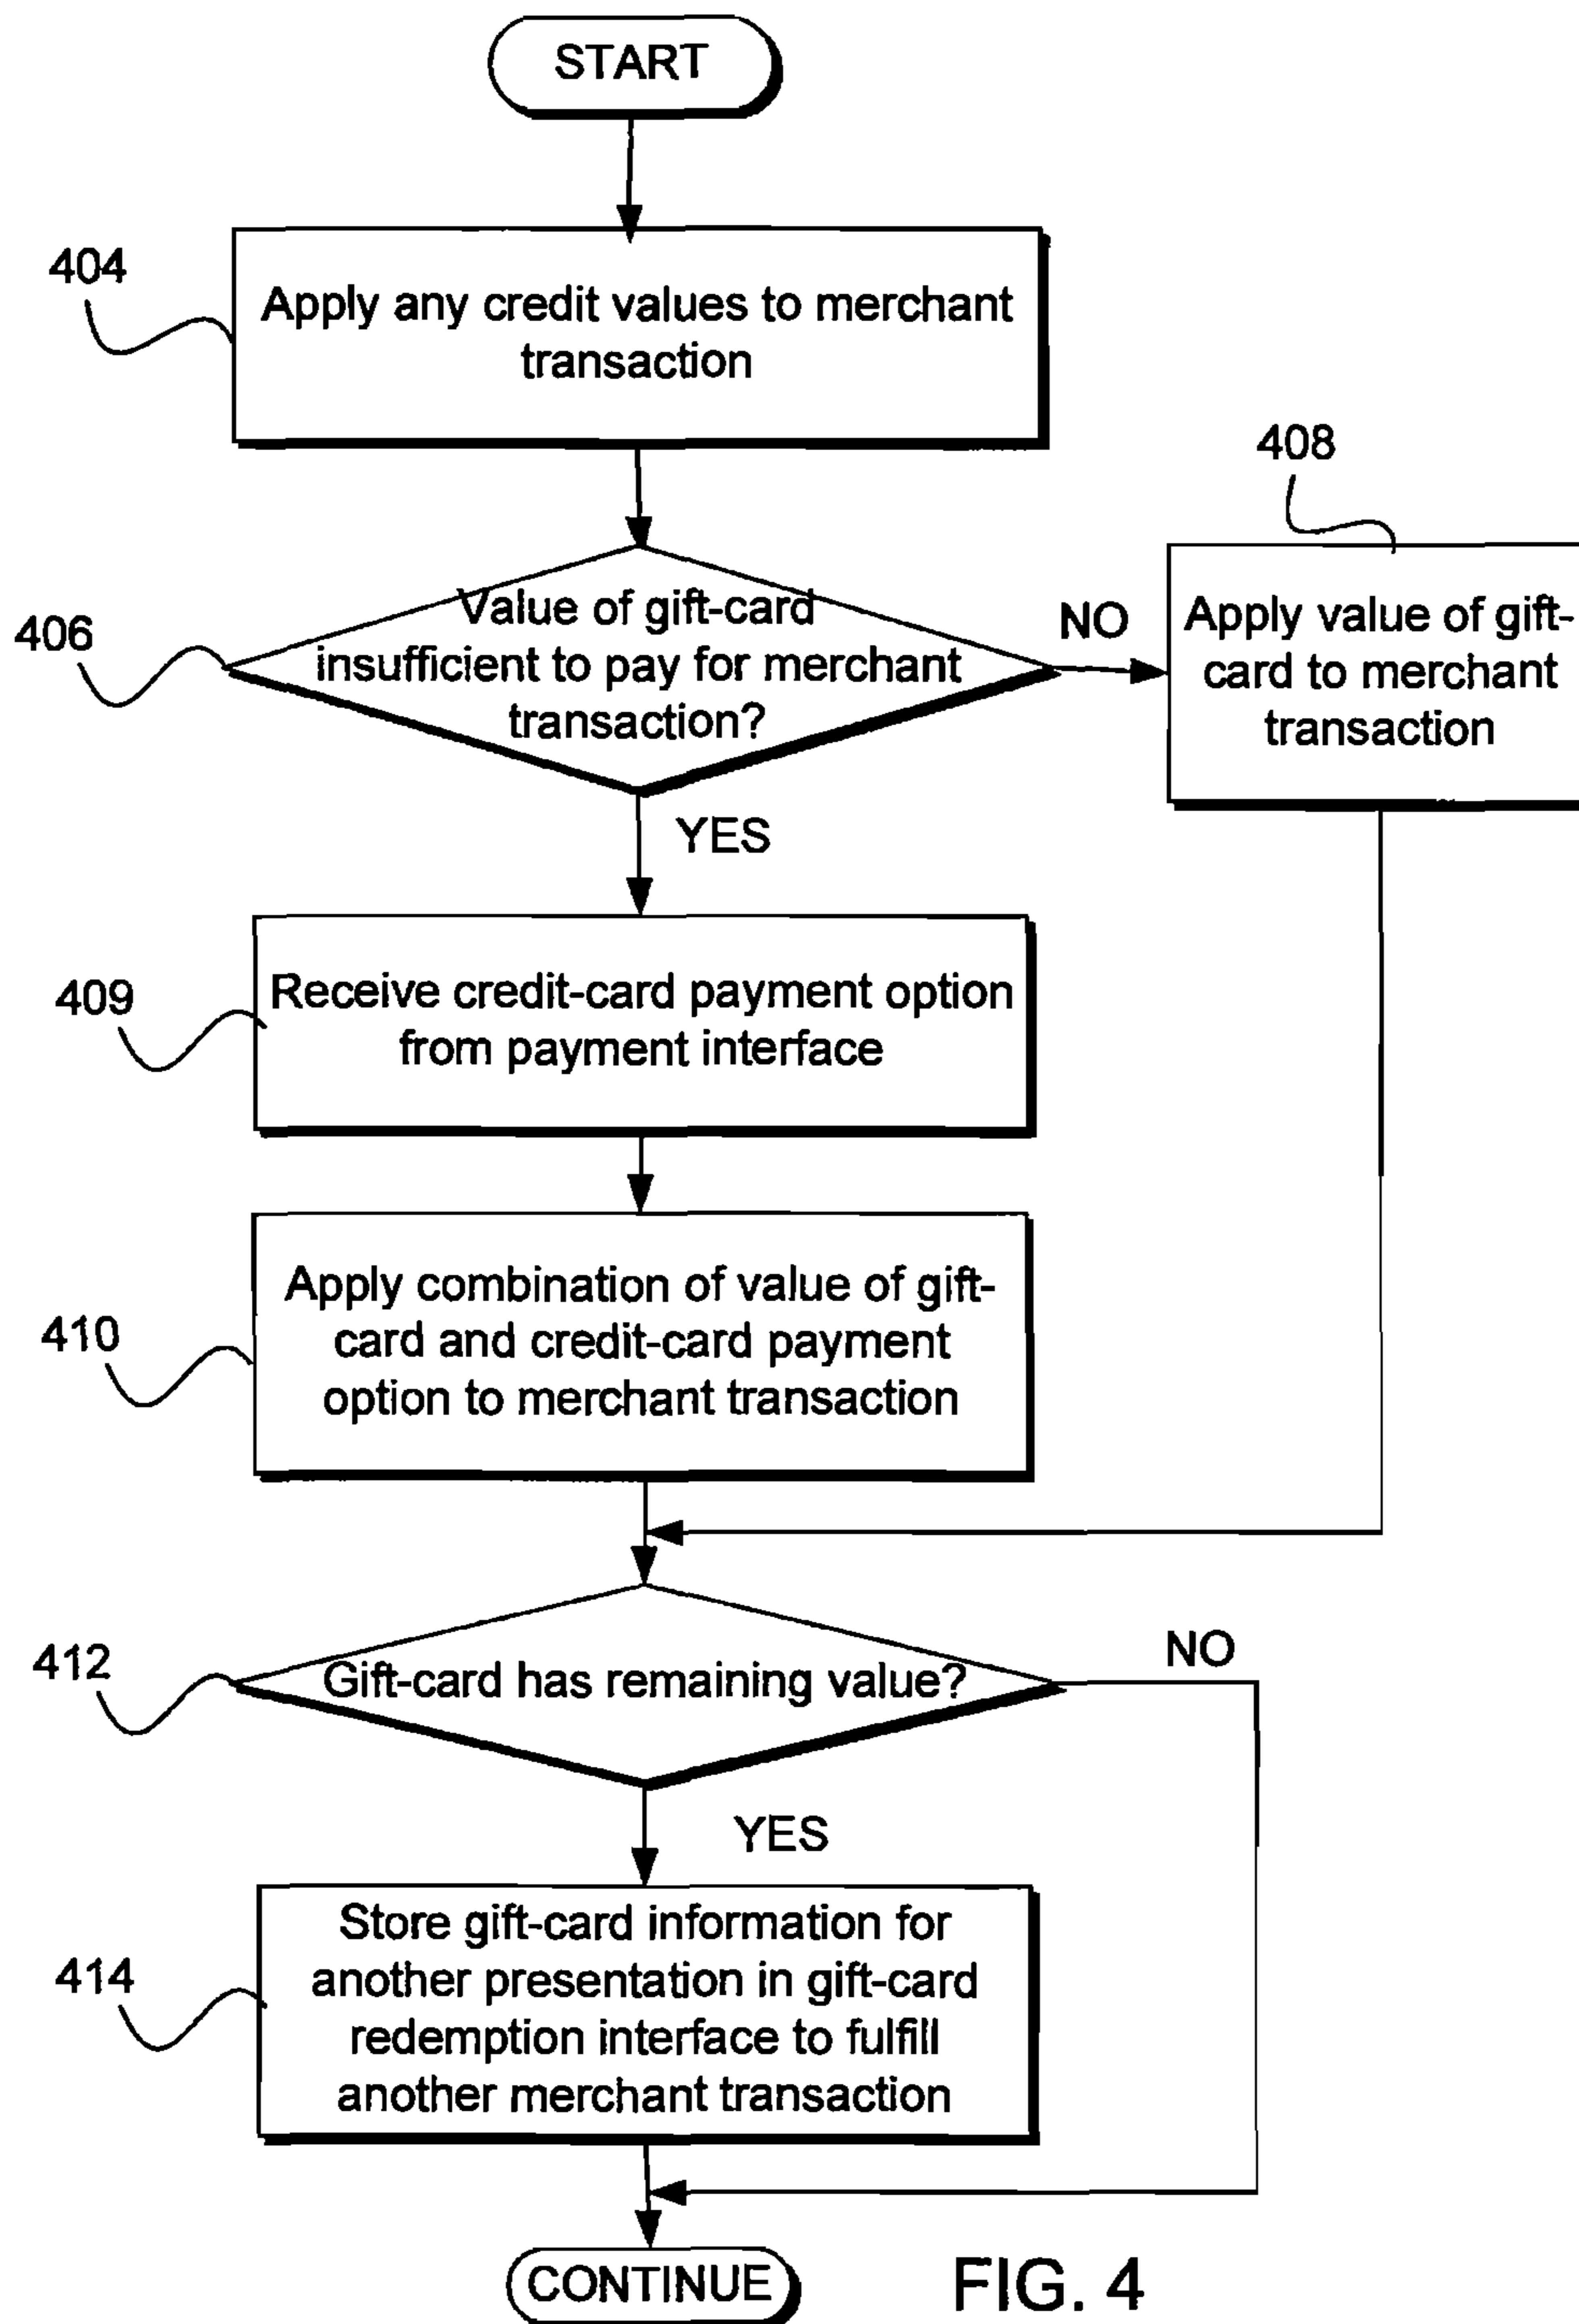 START
404
Apply any credit values to merchant
transaction
408
406
Value of gift-card
insufficient to pay for merchant
transaction?
NO
Apply value of gift-
card to merchant
transaction
YES
409
Receive credit-card payment option
from payment interface
410
Apply combination of value of gift-
card and credit-card payment
option to merchant transaction
412
Gift-card has remaining value?
NO
YES
414
Store gift-card information for
another presentation in gift-card
redemption interface to fulfill
another merchant transaction
CONTINUE
FIG. 4